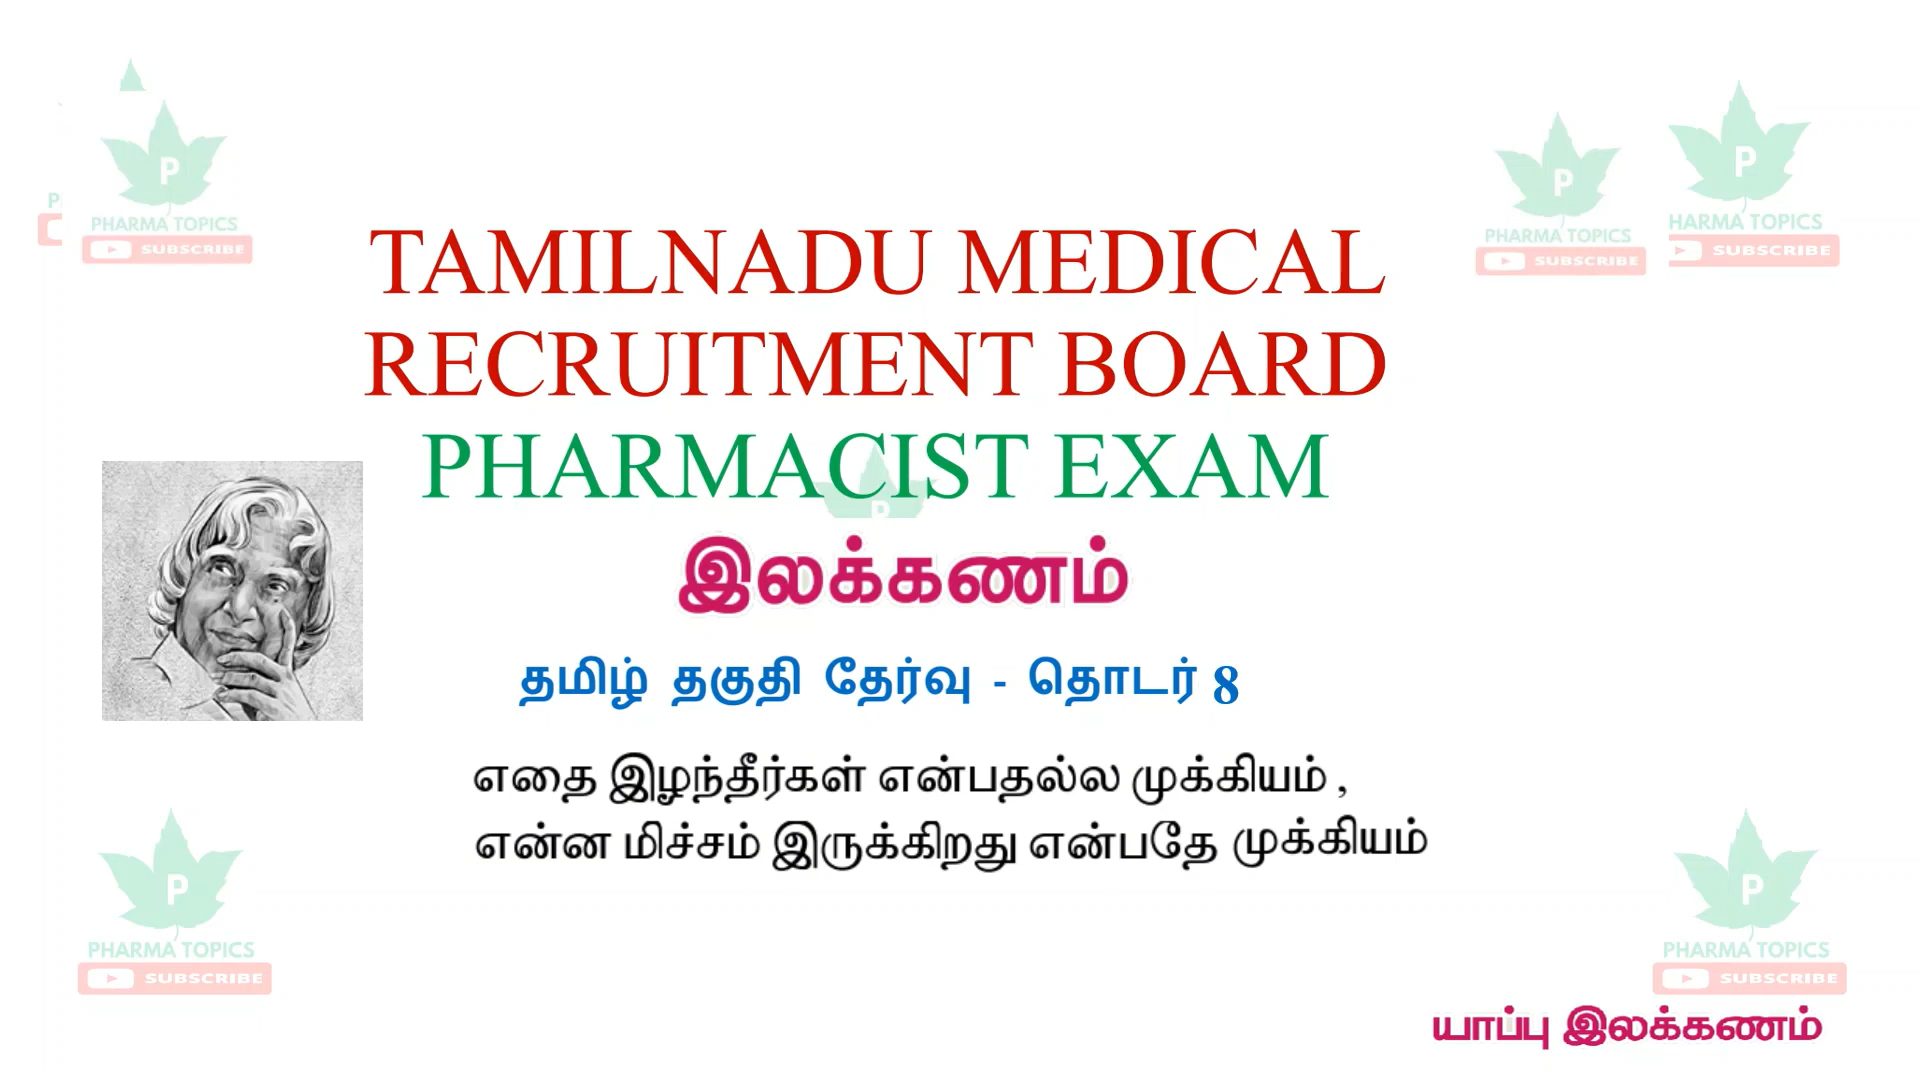 P
PHARMA TOPICS
SUBSCRIBE
P
PHARMA TOPICS
SUBSCRIBE
P
HARMA TOPICS
SUBSCRIBE
TAMILNADU MEDICAL
RECRUITMENT BOARD
PHARMACIST EXAM
P
இலக்கணம்
தமிழ் தகுதி தேர்வு - தொடர் 8
எதை இழந்தீர்கள் என்பதல்ல முக்கியம் ,
என்ன மிச்சம் இருக்கிறது என்பதே முக்கியம்
P
PHARMA TOPICS
SUBSCRIBE
P
PHARMA TOPICS
SUBSCRIBE
யாப்பு இலக்கணம்